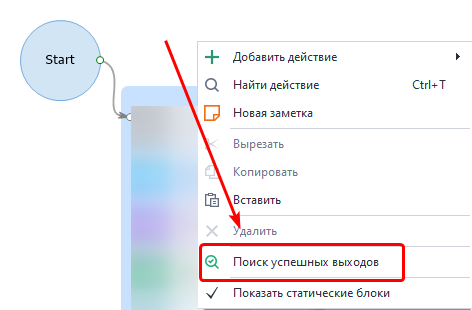 Start
Добавить действие
Найти действие Ctrl+T
Новая заметка
Вырезать
Копировать
Вставить
Удалить
Поиск успешных выходов
Показать статические блоки